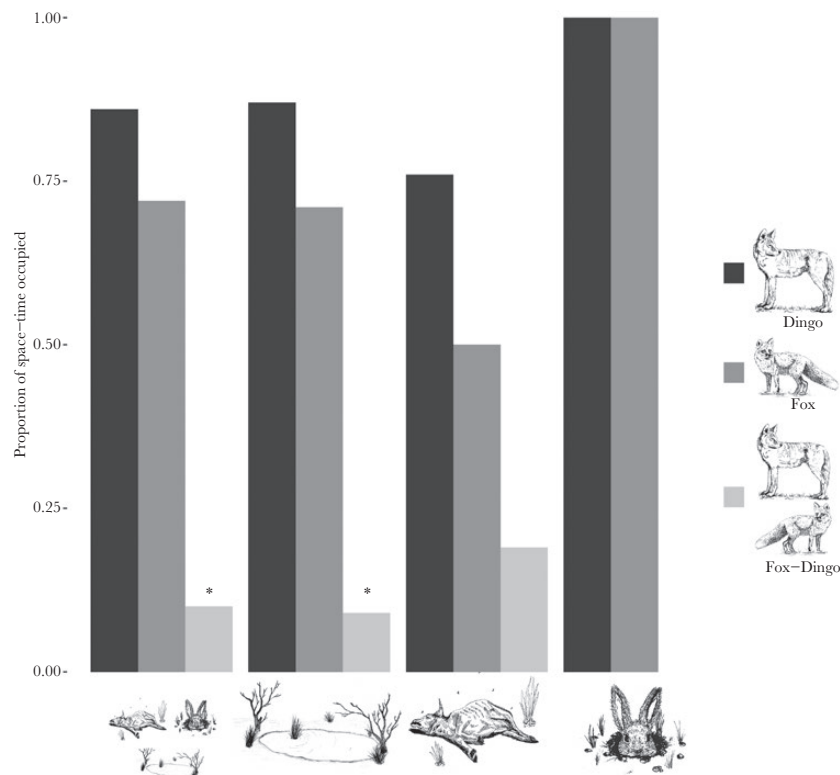 1.00-
0.75-
0.50-
0.25-
0.00-
Proportion of space-time occupied
*
*
Dingo
Fox
Fox-Dingo